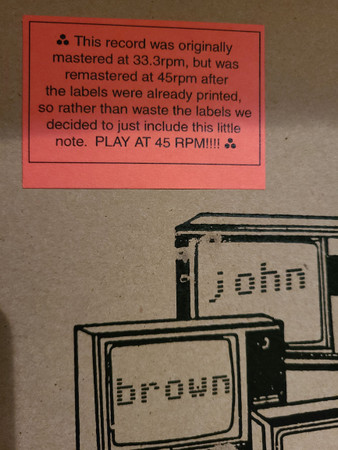 This record was originally
mastered at 33.3rpm, but was
remastered at 45rpm after
the labels were already printed,
so rather than waste the labels we
decided to just include this little
note. PLAY AT 45 RPM!!!!
john
brown